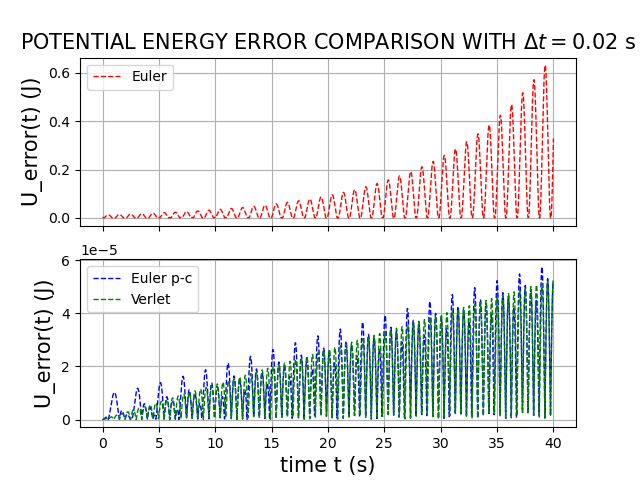 POTENTIAL ENERGY ERROR COMPARISON WITH Δt = 0.02 s
0.6
0.4
0.2
0.0
U_error(t) (J)
Euler
1e−5
6
4
2
0
U_error(t) (J)
Euler p-c
Verlet
0 5 10 15 20 25 30 35 40
time t (s)